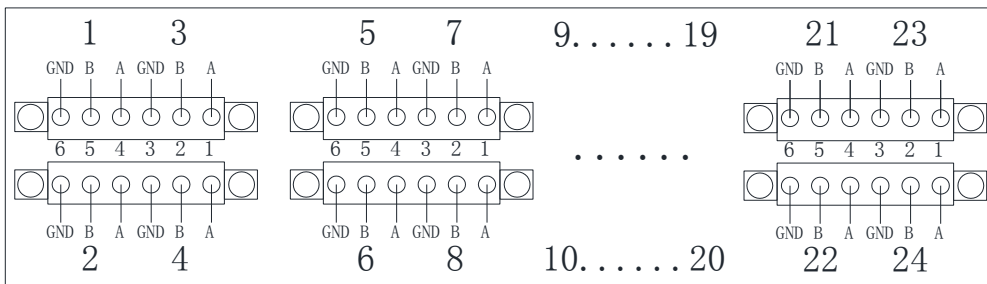 1 3 5 7 9......19 21 23
GND B A GND B A GND B A GND B A GND B A GND B A
6 5 4 3 2 1 6 5 4 3 2 1 ...... 6 5 4 3 2 1
GND B A GND B A GND B A GND B A GND B A GND B A
2 4 6 8 10......20 22 24